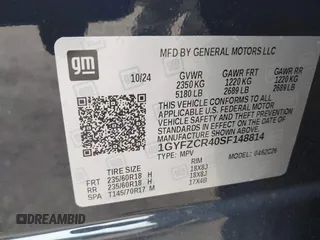 gm
MFD BY GENERAL MOTORS LLC
10/24
GVWR GAWR FRT GAWR RR
2350 KG 1220 KG 1220 KG
5180 LB 2689 LB 2689 LB
THIS VEHICLE CONFORMS TO ALL
APPLICABLE U.S. FEDERAL MOTOR
VEHICLE SAFETY AND THEFT PREVENTION
STANDARDS IN EFFECT ON THE DATE OF
MANUFACTURE SHOWN ABOVE.
1GYFZCR40SF148814
TYPE: MPV
TIRE SIZE RIM
FRT 235/60R18 H 18X8J
RR 235/60R18 H 18X8J
SPA T145/70R17 M 17X4B
DREAMBID